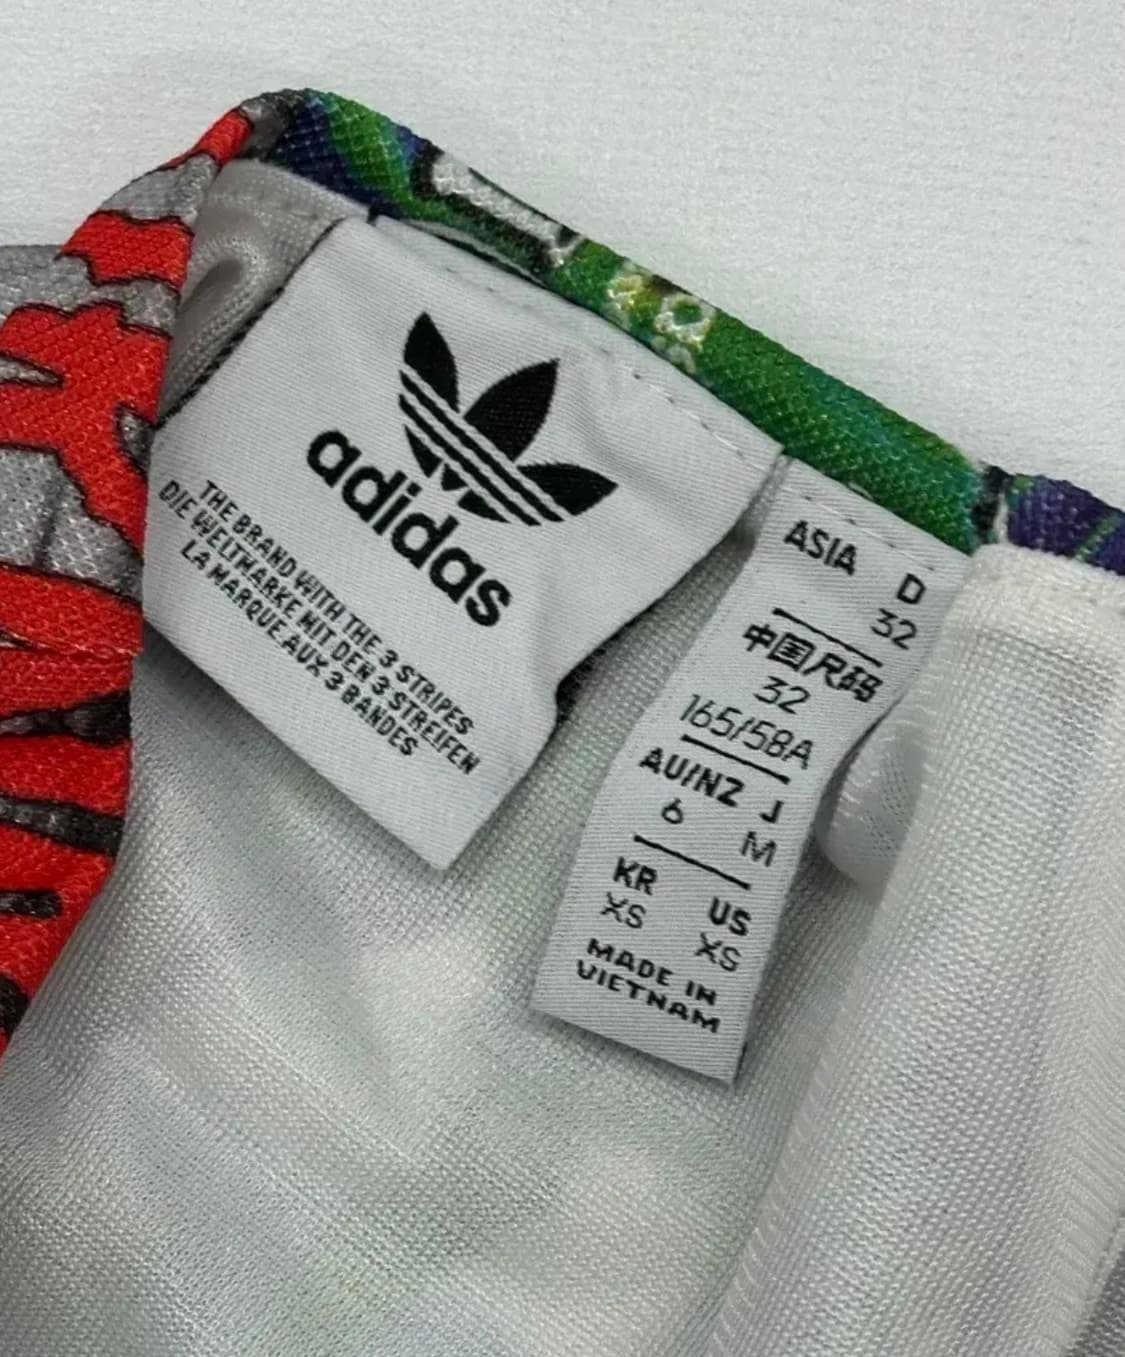 adidas
THE BRAND WITH THE 3 STRIPES
DIE WELTMARKE MIT DEN 3 STREIFEN
LA MARQUE AUX 3 BANDES
ASIA D
32
中国尺码
32
165/58A
AU/NZ J
6 M
KR US
XS XS
MADE IN
VIETNAM